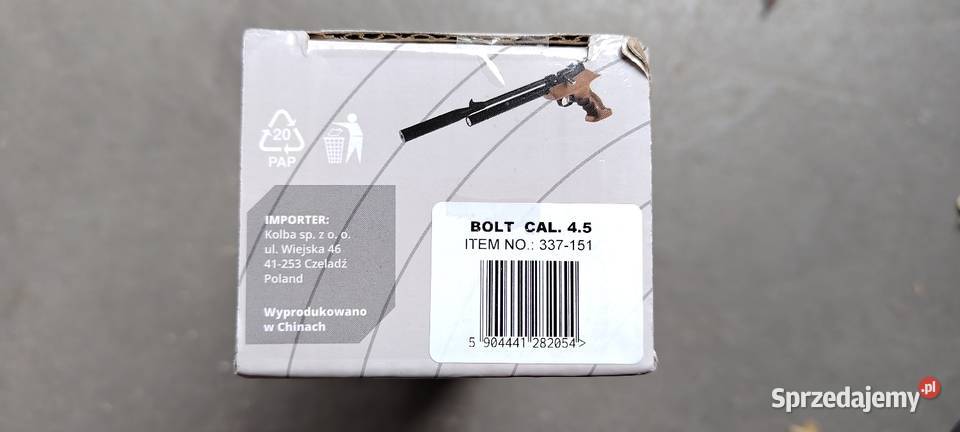 20
PAP
IMPORTER:
Kolba sp. z o. o.
ul. Wiejska 46
41-253 Czeladź
Poland
Wyprodukowano
w Chinach
BOLT CAL. 4.5
ITEM NO.: 337-151
5 904441 282054>
Sprzedajemy.pl